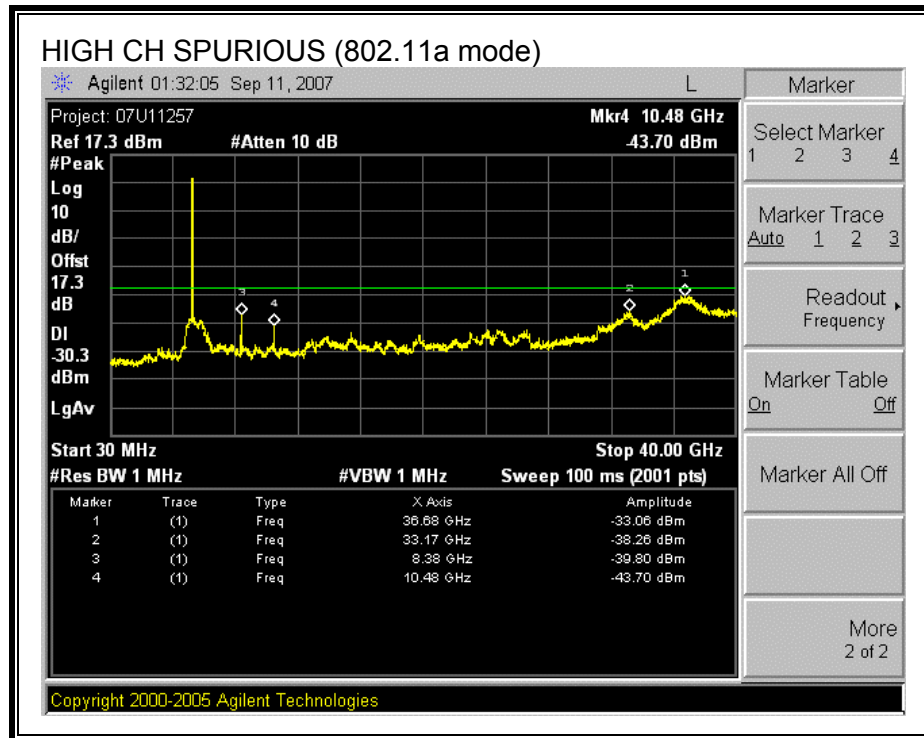 HIGH CH SPURIOUS (802.11a mode)
Agilent 01:32:05 Sep 11, 2007 L
Project: 07U11257 Mkr4 10.48 GHz
Ref 17.3 dBm #Atten 10 dB -43.70 dBm
#Peak
Log
10
dB/
Offst
17.3
dB
DI
-30.3
dBm
LgAv
1
2
3
4
Start 30 MHz Stop 40.00 GHz
#Res BW 1 MHz #VBW 1 MHz Sweep 100 ms (2001 pts)
Marker Trace Type X Axis Amplitude
1 (1) Freq 36.68 GHz -33.06 dBm
2 (1) Freq 33.17 GHz -38.26 dBm
3 (1) Freq 8.38 GHz -39.80 dBm
4 (1) Freq 10.48 GHz -43.70 dBm
Marker
Select Marker
1 2 3 4
Marker Trace
Auto 1 2 3
Readout
Frequency
Marker Table
On Off
Marker All Off
More
2 of 2
Copyright 2000-2005 Agilent Technologies